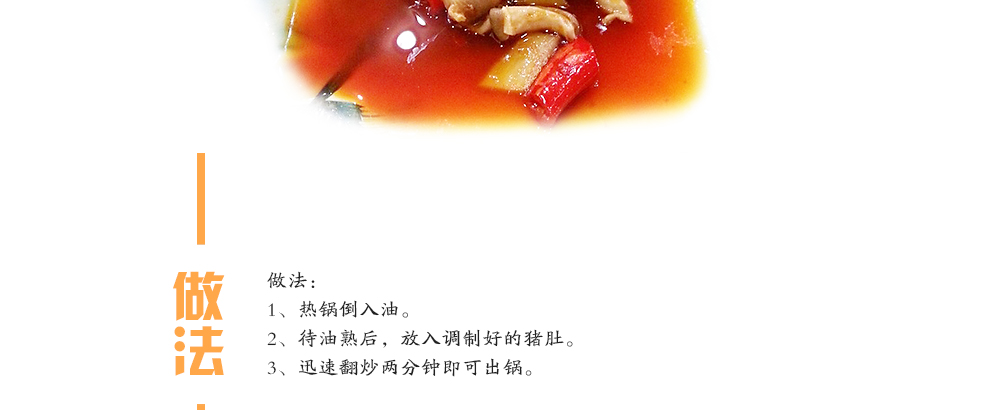 做法
做法：
1、热锅倒入油。
2、待油熟后，放入调制好的猪肚。
3、迅速翻炒两分钟即可出锅。